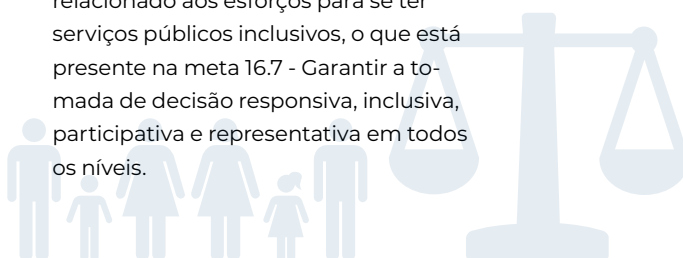 relacionado aos esforços para se ter
serviços públicos inclusivos, o que está
presente na meta 16.7 - Garantir a to-
mada de decisão responsiva, inclusiva,
participativa e representativa em todos
os níveis.